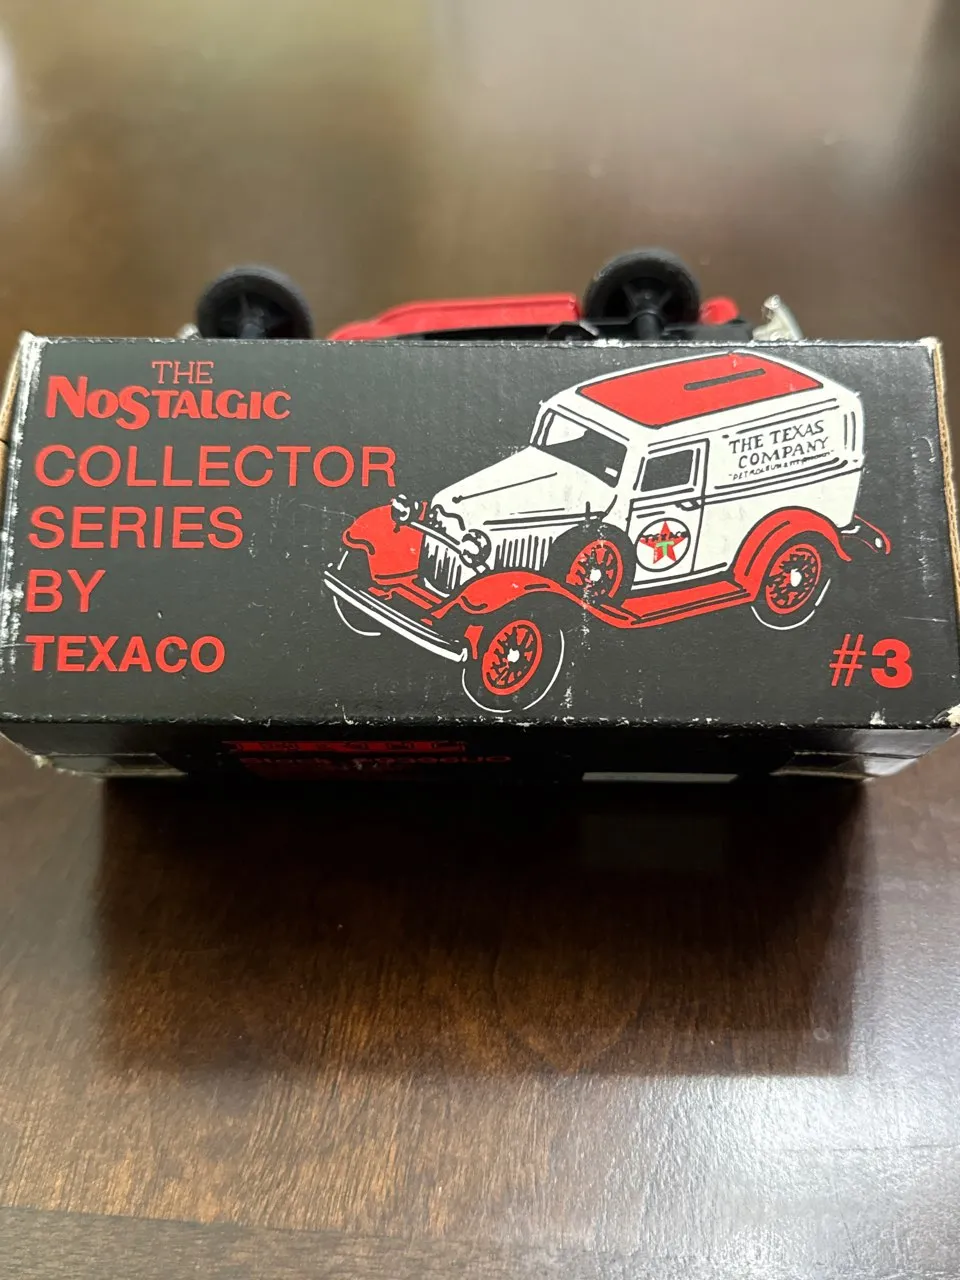 THE
NOSTALGIC
COLLECTOR
SERIES
BY
TEXACO
THE TEXAS
COMPANY
#3